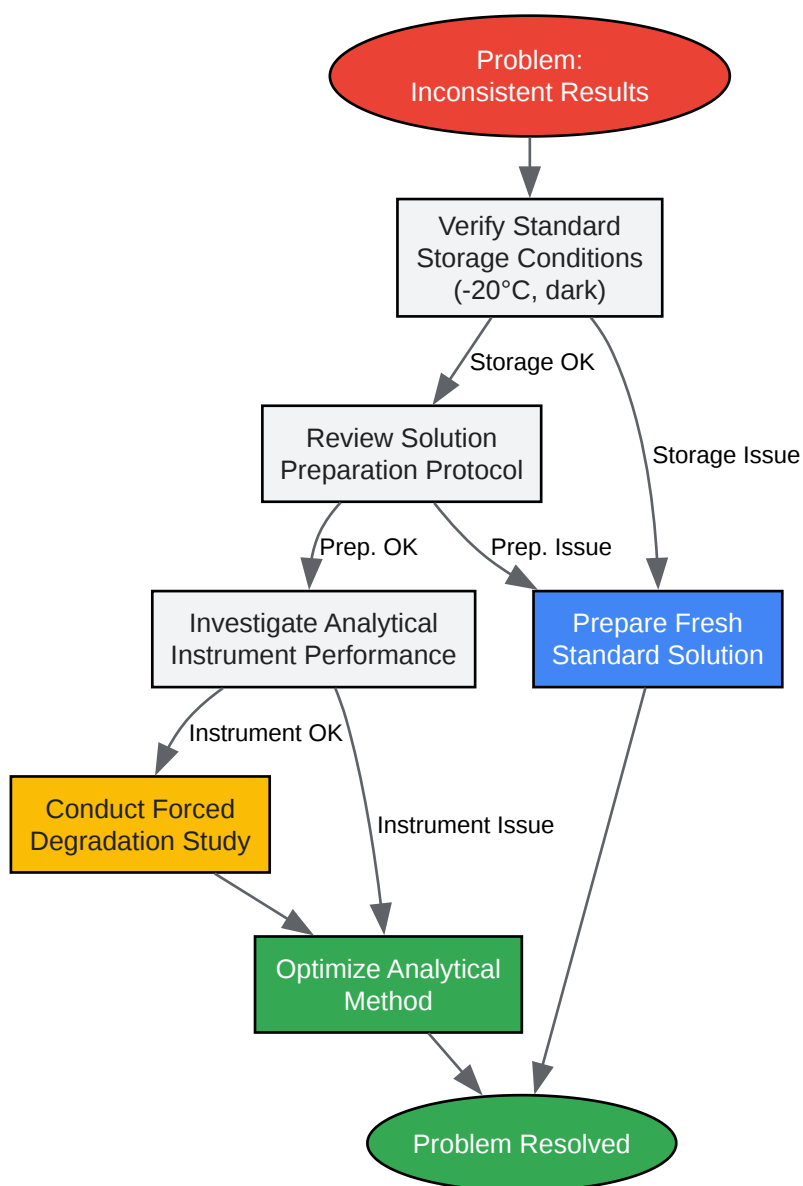 Problem:
Inconsistent Results
Verify Standard
Storage Conditions
(-20°C, dark)
Storage OK
Storage Issue
Review Solution
Preparation Protocol
Prep. OK
Prep. Issue
Investigate Analytical
Instrument Performance
Prepare Fresh
Standard Solution
Instrument OK
Instrument Issue
Conduct Forced
Degradation Study
Optimize Analytical
Method
Problem Resolved